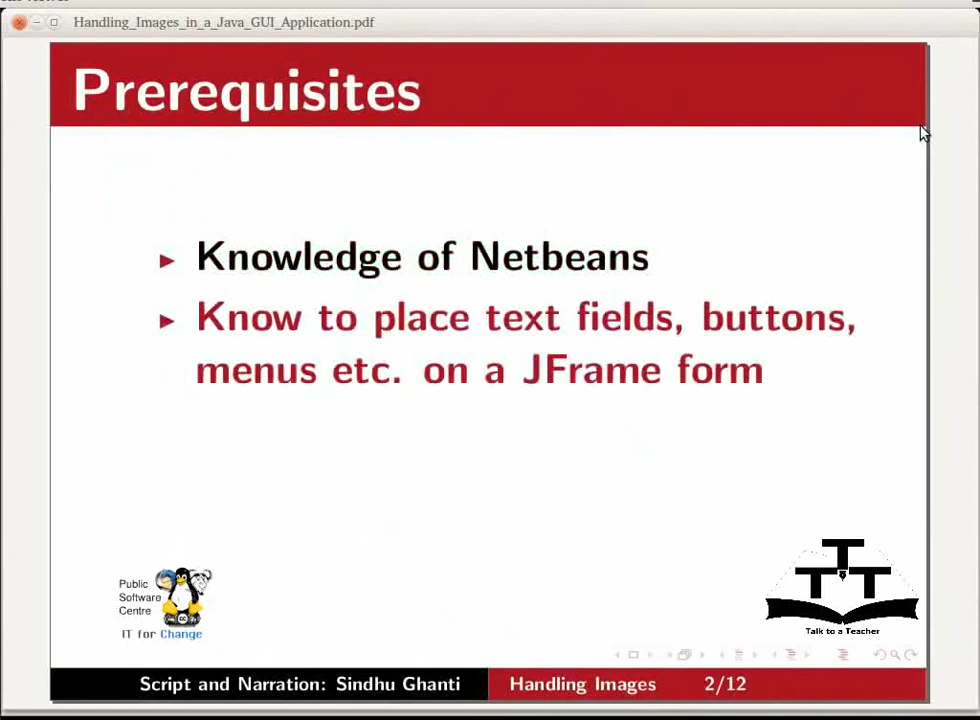 Handling_Images_in_a_Java_GUI_Application.pdf
Prerequisites
Knowledge of Netbeans
Know to place text fields, buttons,
menus etc. on a JFrame form
Public
Software
Centre
IT for Change
T
T T
Talk to a Teacher
Script and Narration: Sindhu Ghanti
Handling Images 2/12